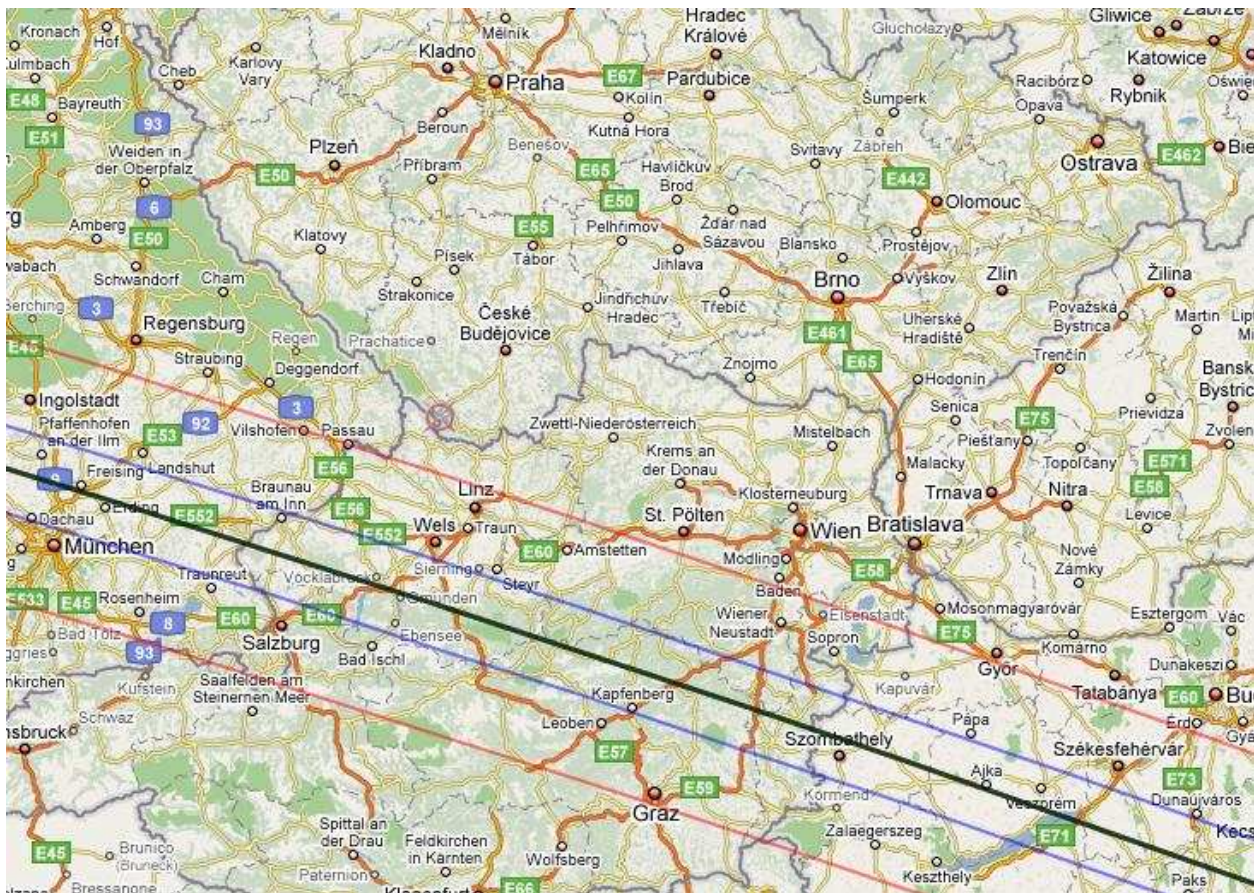 Kronach
Hof
Mělník
Hradec
Králové
Głuchołazy
Gliwice
Zabrze
Kulmbach
Cheb
Karlovy
Vary
Kladno
Praha
E67
Pardubice
Katowice
Racibórz
Rybnik
E48
Bayreuth
Kolín
Šumperk
Opava
E51
93
Beroun
Kutná Hora
Weiden in
der Oberpfalz
Plzeň
Benešov
Zábřeh
Ostrava
E462
E50
Příbram
E65
Havlíčkuv
Brod
Svitavy
E442
6
E50
Olomouc
Amberg
E50
Klatovy
E55
Pelhřimov
Žďár nad
Sázavou
Prostějov
Blansko
Schwandorf
Cham
Písek
Tábor
Jihlava
Brno
Vyškov
Zlin
Žilina
Berching
3
Strakonice
Jindřichuv
Hradec
Třebíč
Považská
Bystrica
Martin
Regensburg
České
Budějovice
E461
Uherské
Hradiště
E45
Regen
Prachatice
E65
Straubing
Deggendorf
Znojmo
Trenčín
Hodonín
Ingolstadt
3
Senica
Prievidza
Pfaffenhofen
an der Ilm
92
E53
Vilshofen
Passau
Zwettl-Niederösterreich
Mistelbach
E75
Piešťany
Freising
Landshut
E56
Krems an
der Donau
Malacky
Topoľčany
E571
9
Braunau
am Inn
Linz
Klosterneuburg
Trnava
Nitra
E58
Erding
E552
E56
Dachau
Wels
Traun
St. Pölten
Wien
Bratislava
Levice
München
E552
E60
Amstetten
Mödling
E58
Nové
Zámky
Traunreut
Vöcklabruck
Sierning
Steyr
Baden
E533
E45
Rosenheim
E60
E60
Gmunden
Wiener
Neustadt
Eisenstadt
Mosonmagyaróvár
Esztergom
Vác
Bad Tölz
8
Salzburg
Ebensee
Sopron
E75
93
Bad Ischl
Győr
Komárno
Kufstein
Saalfelden am
Steinernen Meer
Kapuvár
Dunakeszi
Kapfenberg
Tatabánya
E60
Schwaz
Leoben
Pápa
Érd
E57
Szombathely
Székesfehérvár
Ajka
E73
Graz
E59
Körmend
Veszprém
Dunaújváros
Spittal an
der Drau
Feldkirchen
in Kärnten
Zalaegerszeg
E71
E45
Brunico
(Bruneck)
Wolfsberg
Keszthely
Paternion
E66
Paks
Bressanone